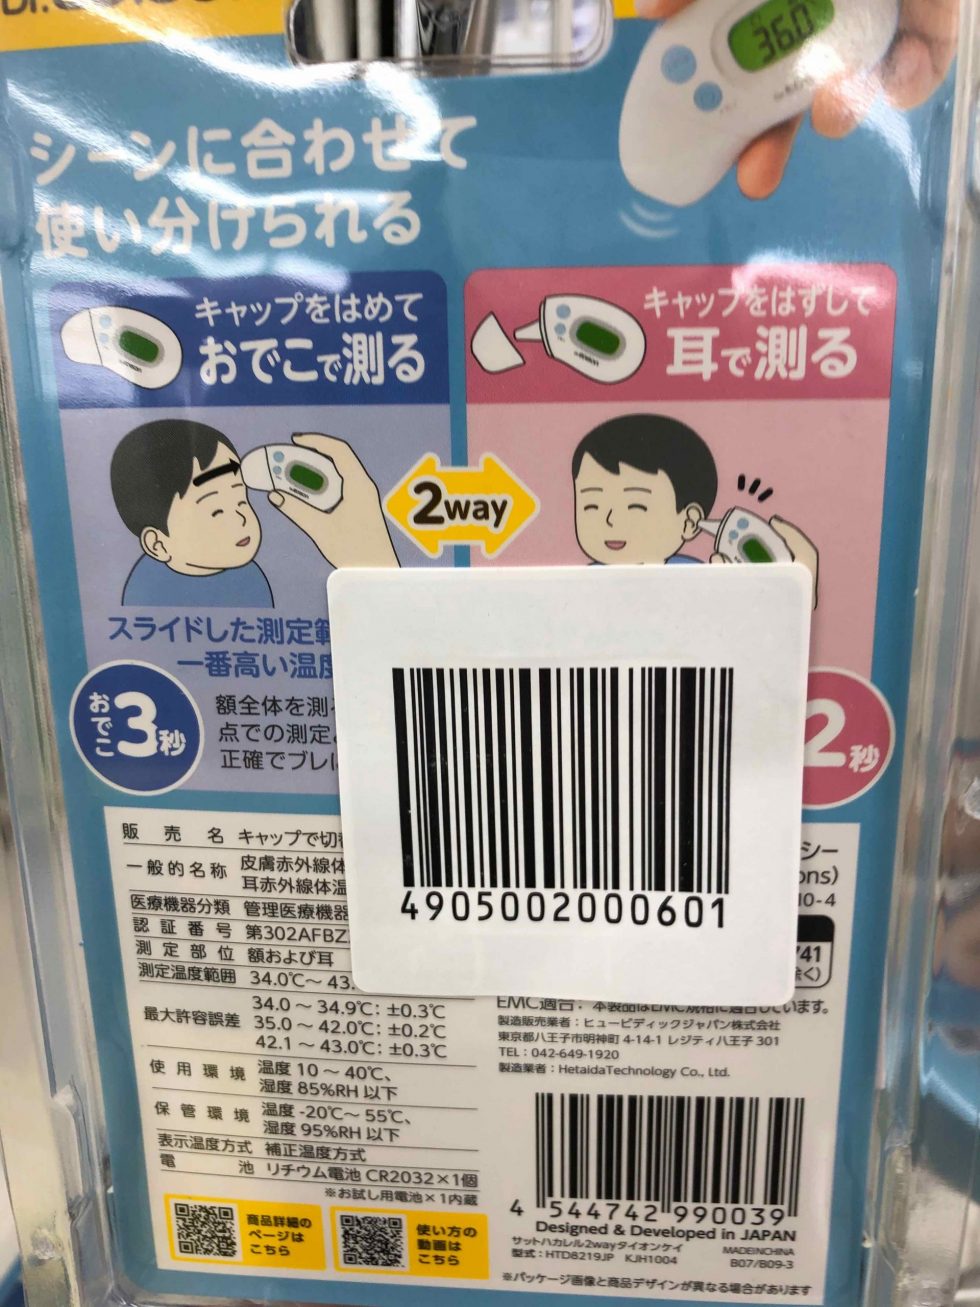 36.0
シーンに合わせて
使い分けられる
キャップをはめて
おでこで測る
キャップをはずして
耳で測る
2way
スライドした測定範
一番高い温度
おでこ
3秒
額全体を測
点での測定
正確でブレ
2秒
4905002000601
販売名 キャップで切
一般的名称 皮膚赤外線体
耳赤外線体温
医療機器分類 管理医療機器
認証番号 第302AFBZ
測定部位 額および耳
測定温度範囲 34.0℃～43.
最大許容誤差 34.0～34.9℃: ±0.3℃
35.0～42.0℃: ±0.2℃
42.1～43.0℃: ±0.3℃
使用環境 温度 10～40℃、
湿度 85%RH 以下
保管環境 温度 -20℃～55℃、
湿度 95%RH 以下
表示温度方式 補正温度方式
電池 リチウム電池 CR2032×1個
※お試し用電池×1内蔵
商品詳細の
ページは
こちら
使い方の
動画は
こちら
シー
ons)
10-4
741
く)
EMC適合: 本製品はEMC規格に適合しています。
製造販売業者：ヒュービディックジャパン株式会社
東京都八王子市明神町 4-14-1 レジティ八王子 301
TEL：042-649-1920
製造業者：HetaidaTechnology Co., Ltd.
4 544742 990039
Designed & Developed in JAPAN
サットハカレル2wayタイオンケイ MADEINCHINA
型式：HTD8219JP KJH1004 B07/B09-3
※パッケージ画像と商品デザインが異なる場合があります